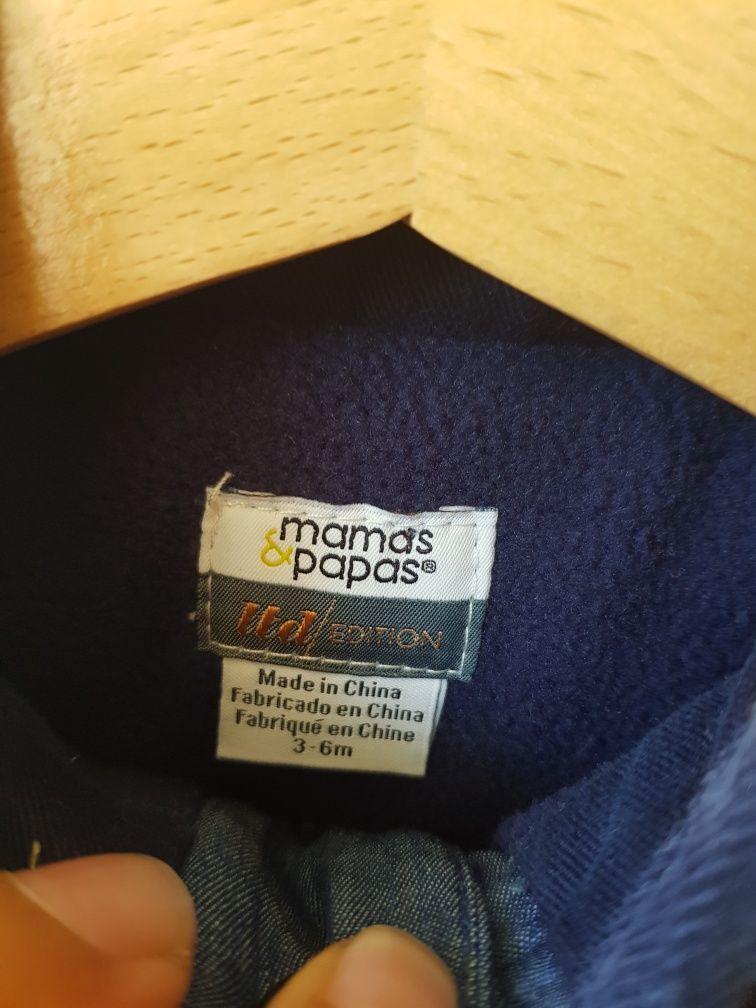 mamas
&papas®
ltd/EDITION
Made in China
Fabricado en China
Fabriqué en Chine
3-6m